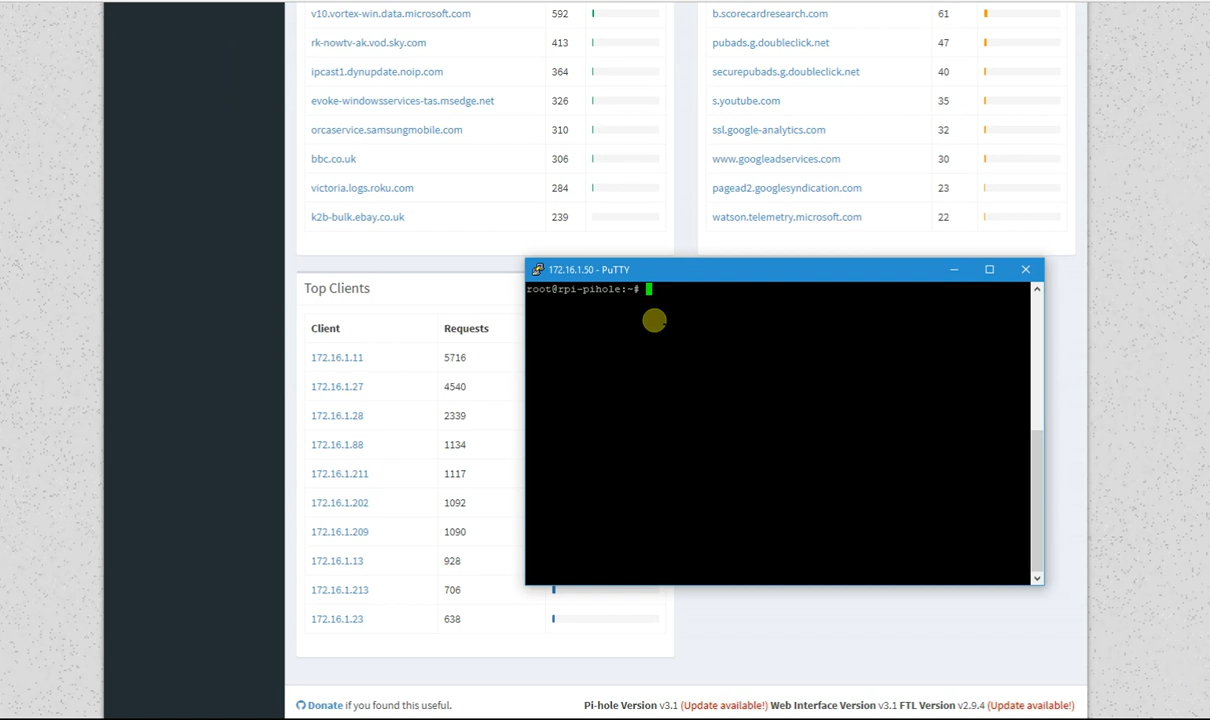 v10.vortex-win.data.microsoft.com 592
rk-nowtv-ak.vod.sky.com 413
ipcast1.dynupdate.noip.com 364
evoke-windowsservices-tas.msedge.net 326
orcaservice.samsungmobile.com 310
bbc.co.uk 306
victoria.logs.roku.com 284
k2b-bulk.ebay.co.uk 239
b.scorecardresearch.com 61
pubads.g.doubleclick.net 47
securepubads.g.doubleclick.net 40
s.youtube.com 35
ssl.google-analytics.com 32
www.googleadservices.com 30
pagead2.googlesyndication.com 23
watson.telemetry.microsoft.com 22
Top Clients
Client Requests
172.16.1.11 5716
172.16.1.27 4540
172.16.1.28 2339
172.16.1.88 1134
172.16.1.211 1117
172.16.1.202 1092
172.16.1.209 1090
172.16.1.13 928
172.16.1.213 706
172.16.1.23 638
172.16.1.50 - PuTTY
root@rpi-pihole:~#
Donate if you found this useful.
Pi-hole Version v3.1 (Update available!) Web Interface Version v3.1 FTL Version v2.9.4 (Update available!)